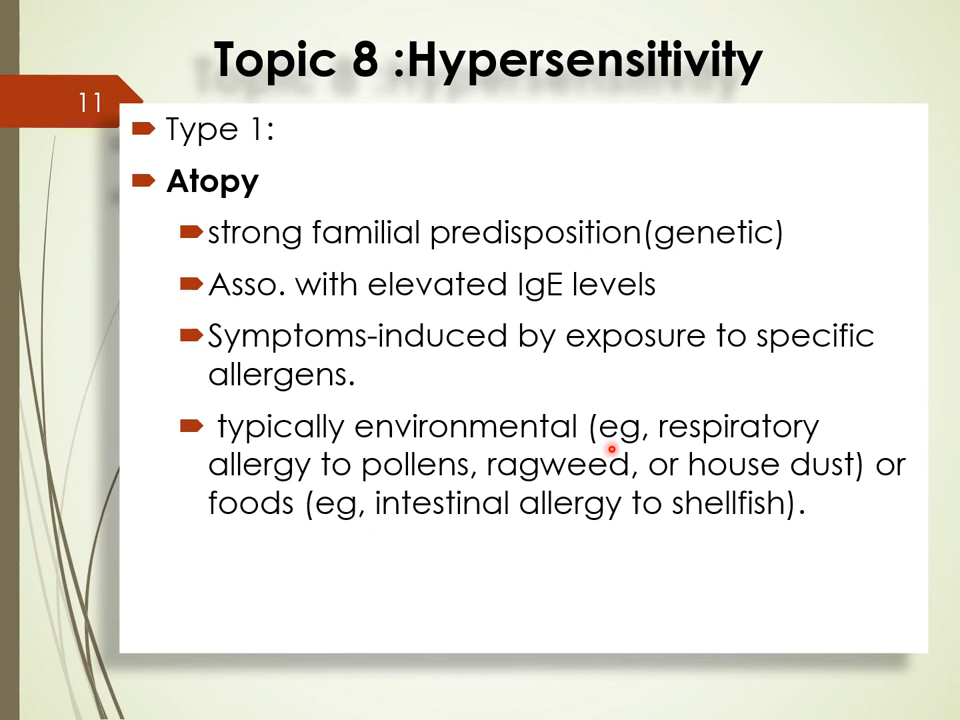 Topic 8 :Hypersensitivity
11
Type 1:
Atopy
strong familial predisposition(genetic)
Asso. with elevated IgE levels
Symptoms-induced by exposure to specific
allergens.
typically environmental (eg, respiratory
allergy to pollens, ragweed, or house dust) or
foods (eg, intestinal allergy to shellfish).